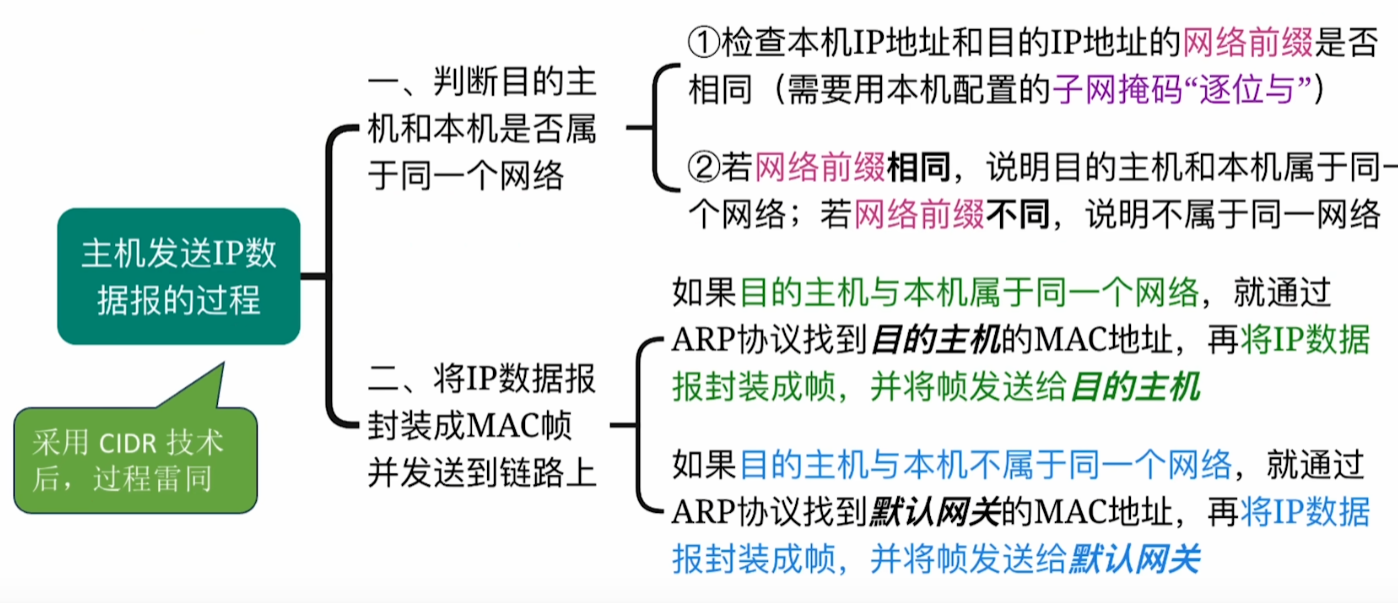 主机发送IP数
据报的过程
采用 CIDR 技术
后，过程雷同
一、判断目的主
机和本机是否属
于同一个网络
①检查本机IP地址和目的IP地址的网络前缀是否
相同（需要用本机配置的子网掩码“逐位与”）
②若网络前缀相同，说明目的主机和本机属于同一
个网络；若网络前缀不同，说明不属于同一网络
二、将IP数据报
封装成MAC帧
并发送到链路上
如果目的主机与本机属于同一个网络，就通过
ARP协议找到目的主机的MAC地址，再将IP数据
报封装成帧，并将帧发送给目的主机
如果目的主机与本机不属于同一个网络，就通过
ARP协议找到默认网关的MAC地址，再将IP数据
报封装成帧，并将帧发送给默认网关